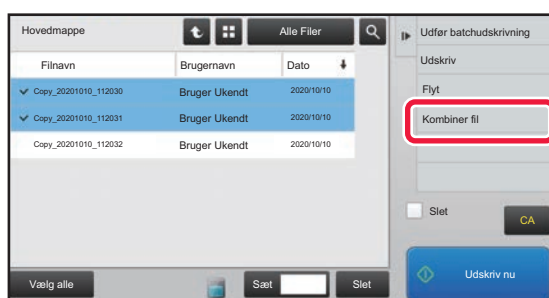 Hovedmappe
Alle Filer
Filnavn Brugernavn Dato
Copy_20201010_112030 Bruger Ukendt 2020/10/10
Copy_20201010_112031 Bruger Ukendt 2020/10/10
Copy_20201010_112032 Bruger Ukendt 2020/10/10
Vælg alle
Sæt
Slet
Udfør batchudskrivning
Udskriv
Flyt
Kombiner fil
Slet
CA
Udskriv nu